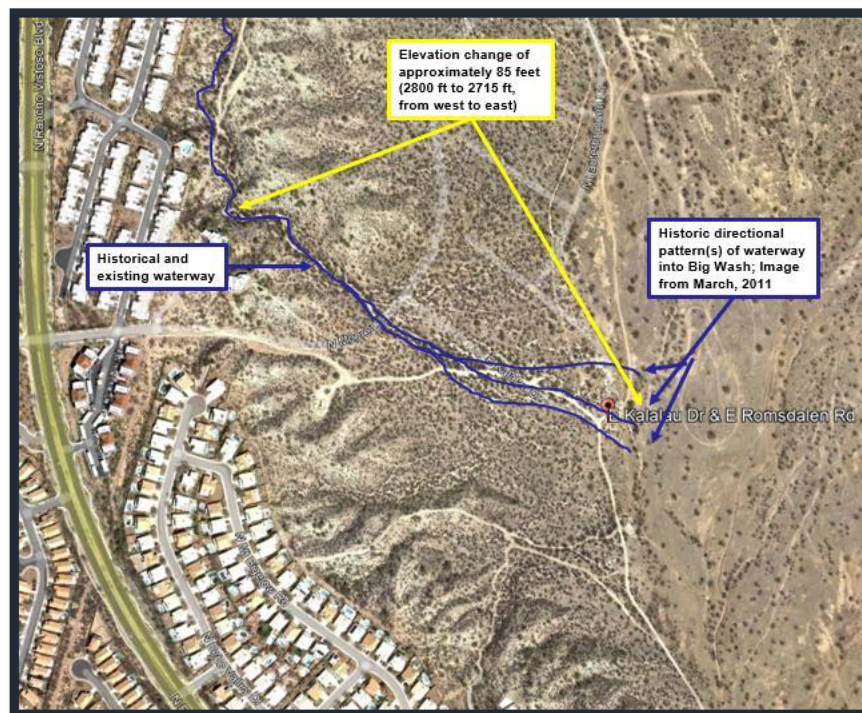 N Rancho Vistoso Blvd
Elevation change of
approximately 85 feet
(2800 ft to 2715 ft,
from west to east)
Historical and
existing waterway
Historic directional
pattern(s) of waterway
into Big Wash; Image
from March, 2011
Kalalau Dr & E Romsdalen Rd